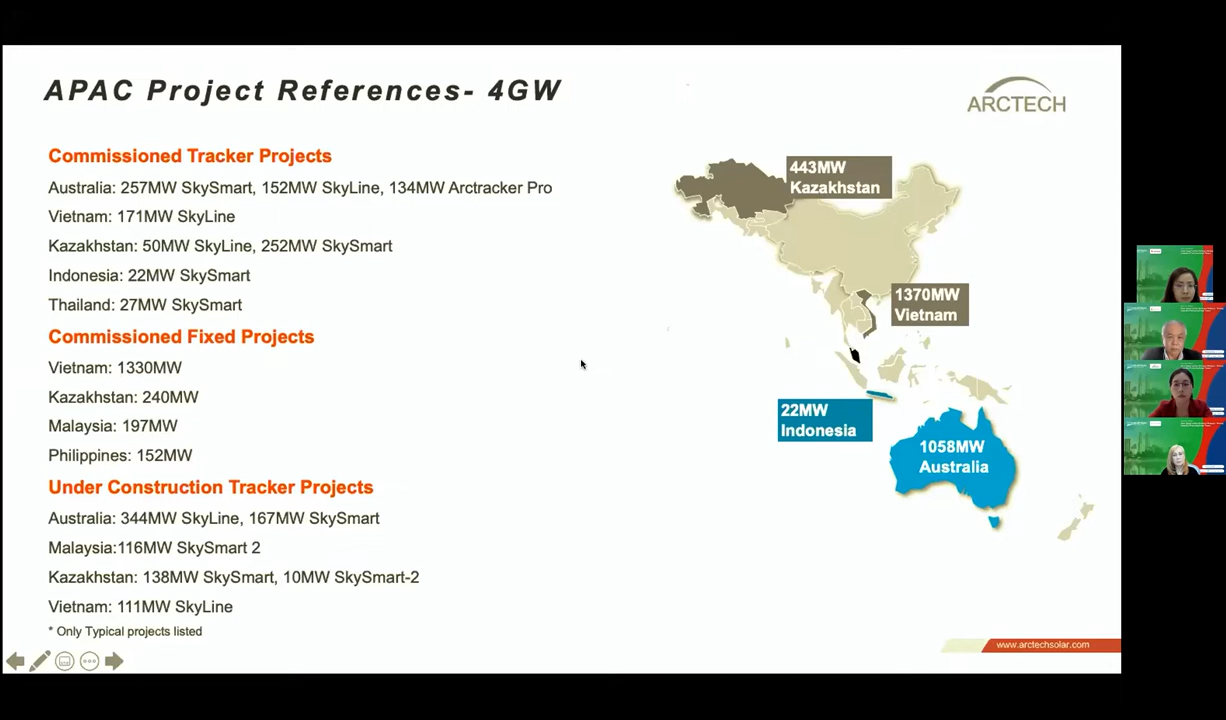 APAC Project References- 4GW
ARCTECH
Commissioned Tracker Projects
Australia: 257MW SkySmart, 152MW SkyLine, 134MW Arctracker Pro
Vietnam: 171MW SkyLine
Kazakhstan: 50MW SkyLine, 252MW SkySmart
Indonesia: 22MW SkySmart
Thailand: 27MW SkySmart
Commissioned Fixed Projects
Vietnam: 1330MW
Kazakhstan: 240MW
Malaysia: 197MW
Philippines: 152MW
Under Construction Tracker Projects
Australia: 344MW SkyLine, 167MW SkySmart
Malaysia:116MW SkySmart 2
Kazakhstan: 138MW SkySmart, 10MW SkySmart-2
Vietnam: 111MW SkyLine
* Only Typical projects listed
443MW
Kazakhstan
1370MW
Vietnam
22MW
Indonesia
1058MW
Australia
www.arctechsolar.com